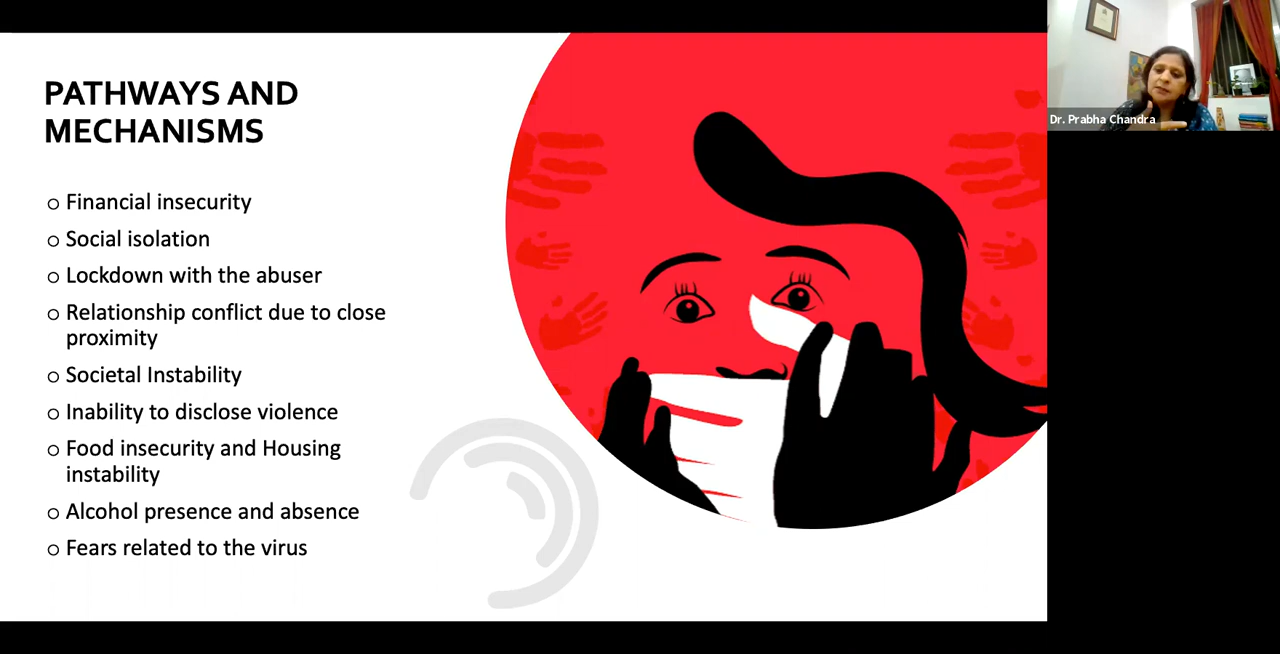 PATHWAYS AND
MECHANISMS
o Financial insecurity
o Social isolation
o Lockdown with the abuser
o Relationship conflict due to close
proximity
o Societal Instability
o Inability to disclose violence
o Food insecurity and Housing
instability
o Alcohol presence and absence
o Fears related to the virus
Dr. Prabha Chandra